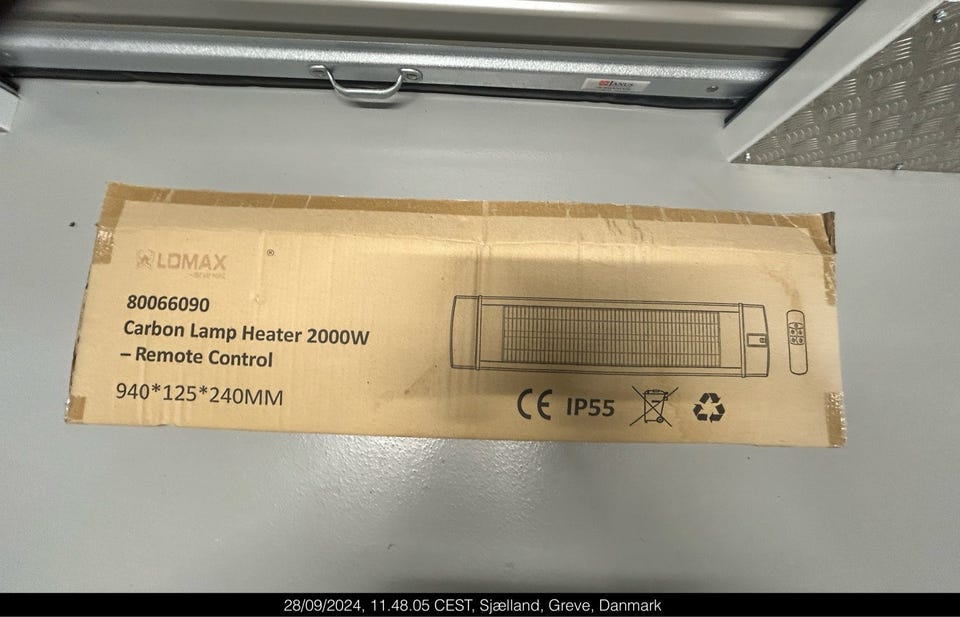 JANUS
LOMAX
®
80066090
Carbon Lamp Heater 2000W
– Remote Control
940*125*240MM
CE IP55
28/09/2024, 11.48.05 CEST, Sjælland, Greve, Danmark